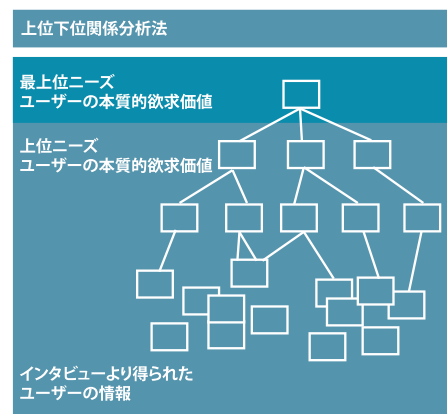 上位下位関係分析法
最上位ニーズ
ユーザーの本質的欲求価値
上位ニーズ
ユーザーの本質的欲求価値
インタビューより得られた
ユーザーの情報